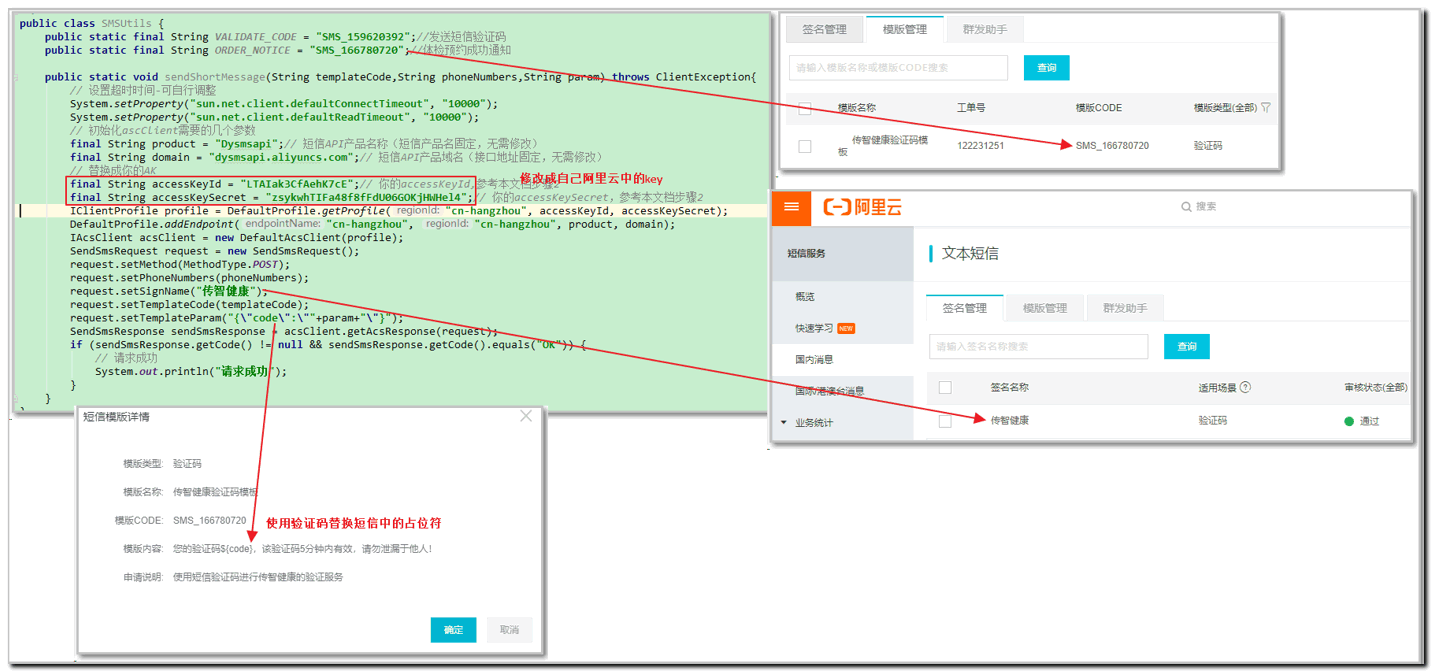 public class SMSUtils {
public static final String VALIDATE_CODE = "SMS_159620392";//发送短信验证码
public static final String ORDER_NOTICE = "SMS_166780720";//体检预约成功通知
public static void sendShortMessage(String templateCode,String phoneNumbers,String param) throws ClientException{
// 设置超时时间-可自行调整
System.setProperty("sun.net.client.defaultConnectTimeout", "10000");
System.setProperty("sun.net.client.defaultReadTimeout", "10000");
// 初始化ascClient需要的几个参数
final String product = "Dysmsapi";// 短信API产品名称（短信产品名固定，无需修改）
final String domain = "dysmsapi.aliyuncs.com";// 短信API产品域名（接口地址固定，无需修改）
// 替换成你的AK
final String accessKeyId = "LTAIak3CfAehK7cE";// 你的accessKeyId,参考本文档步骤2
修改成自己阿里云中的key
final String accessKeySecret = "zsykwhTIFa48f8fFdU06GOKjHWHel4";// 你的accessKeySecret，参考本文档步骤2
IClientProfile profile = DefaultProfile.getProfile( regionId: "cn-hangzhou", accessKeyId, accessKeySecret);
DefaultProfile.addEndpoint( endpointName: "cn-hangzhou", regionId: "cn-hangzhou", product, domain);
IAcsClient acsClient = new DefaultAcsClient(profile);
SendSmsRequest request = new SendSmsRequest();
request.setMethod(MethodType.POST);
request.setPhoneNumbers(phoneNumbers);
request.setSignName("传智健康");
request.setTemplateCode(templateCode);
request.setTemplateParam("{\"code\":\""+param+"\"}");
SendSmsResponse sendSmsResponse = acsClient.getAcsResponse(request);
if (sendSmsResponse.getCode() != null && sendSmsResponse.getCode().equals("OK")) {
// 请求成功
System.out.println("请求成功");
}
}
签名管理 模版管理 群发助手
请输入模版名称或模版CODE搜索 查询
模版名称 工单号 模版CODE 模版类型(全部)
传智健康验证码模板 122231251 SMS_166780720 验证码
阿里云 搜索
短信服务
概览
快速学习 NEW
国内消息
国际/港澳台消息
业务统计
文本短信
签名管理 模版管理 群发助手
请输入签名名称搜索 查询
签名名称 适用场景 ? 审核状态(全部)
传智健康 验证码 通过
短信模版详情
模版类型: 验证码
模版名称: 传智健康验证码模板
模版CODE: SMS_166780720
使用验证码替换短信中的占位符
模版内容: 您的验证码${code}，该验证码5分钟内有效，请勿泄漏于他人！
申请说明: 使用短信验证码进行传智健康的验证服务
确定 取消